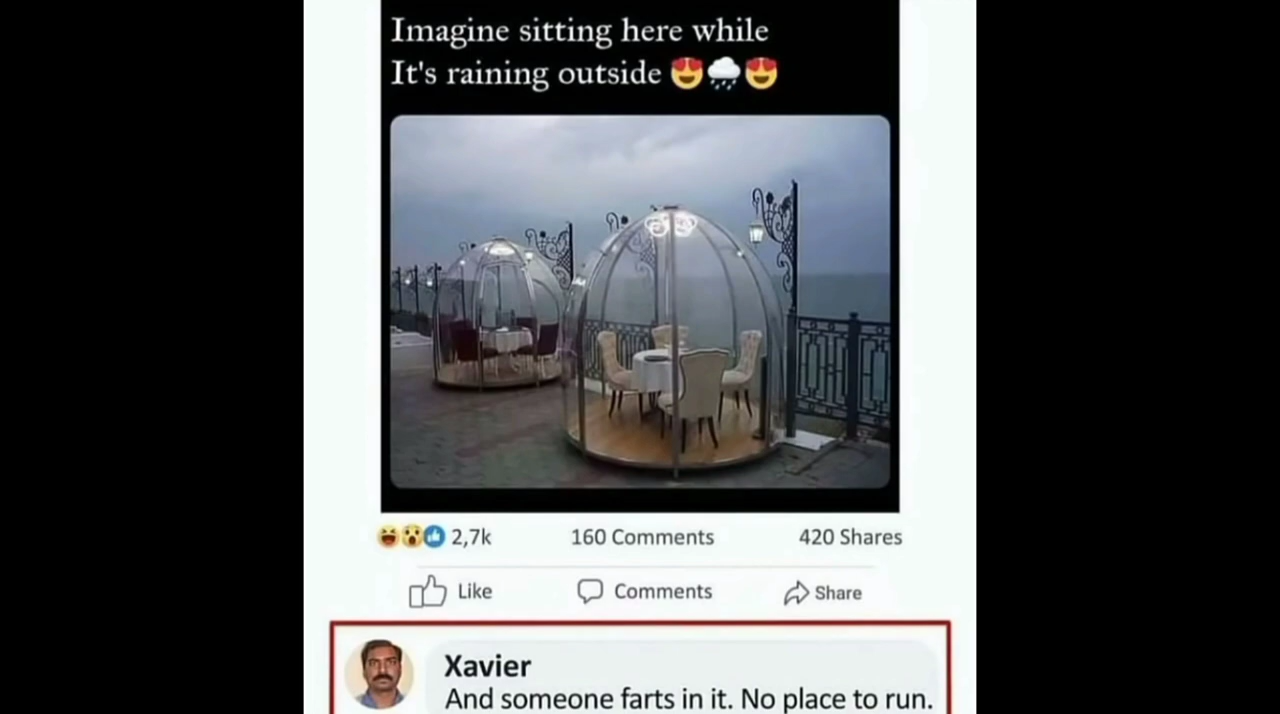 Imagine sitting here while
It's raining outside 😍🌧️😍
2,7k 160 Comments 420 Shares
Like Comments Share
Xavier
And someone farts in it. No place to run.